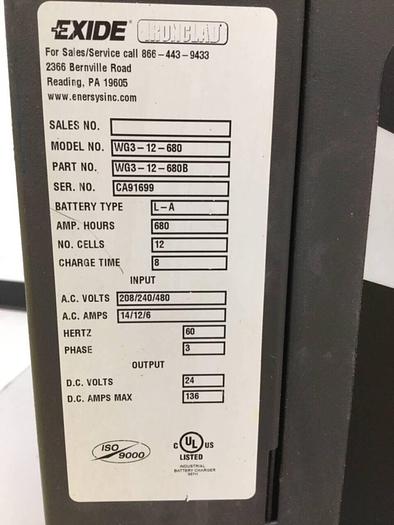 EXIDE IRONCLAD
For Sales/Service call 866-443-9433
2366 Bernville Road
Reading, PA 19605
www.enersysinc.com
SALES NO.
MODEL NO. WG3-12-680
PART NO. WG3-12-680B
SER. NO. CA91699
BATTERY TYPE L-A
AMP. HOURS 680
NO. CELLS 12
CHARGE TIME 8
INPUT
A.C. VOLTS 208/240/480
A.C. AMPS 14/12/6
HERTZ 60
PHASE 3
OUTPUT
D.C. VOLTS 24
D.C. AMPS MAX 136
ISO 9000
C UL US
LISTED
INDUSTRIAL
BATTERY CHARGER